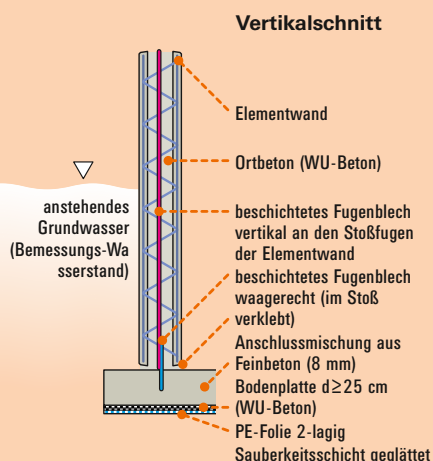 Vertikalschnitt
Elementwand
Ortbeton (WU-Beton)
anstehendes
Grundwasser
(Bemessungs-Wa
sserstand)
beschichtetes Fugenblech
vertikal an den Stoßfugen
der Elementwand
beschichtetes Fugenblech
waagerecht (im Stoß
verklebt)
Anschlussmischung aus
Feinbeton (8 mm)
Bodenplatte d≥25 cm
(WU-Beton)
PE-Folie 2-lagig
Sauberkeitsschicht geglättet